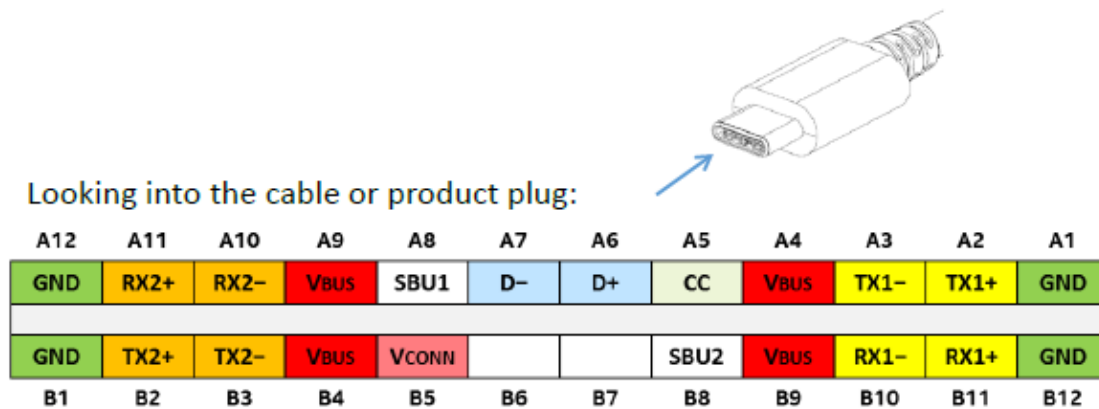 Looking into the cable or product plug:
A12 A11 A10 A9 A8 A7 A6 A5 A4 A3 A2 A1
GND RX2+ RX2− VBUS SBU1 D− D+ CC VBUS TX1− TX1+ GND
GND TX2+ TX2− VBUS VCONN SBU2 VBUS RX1− RX1+ GND
B1 B2 B3 B4 B5 B6 B7 B8 B9 B10 B11 B12